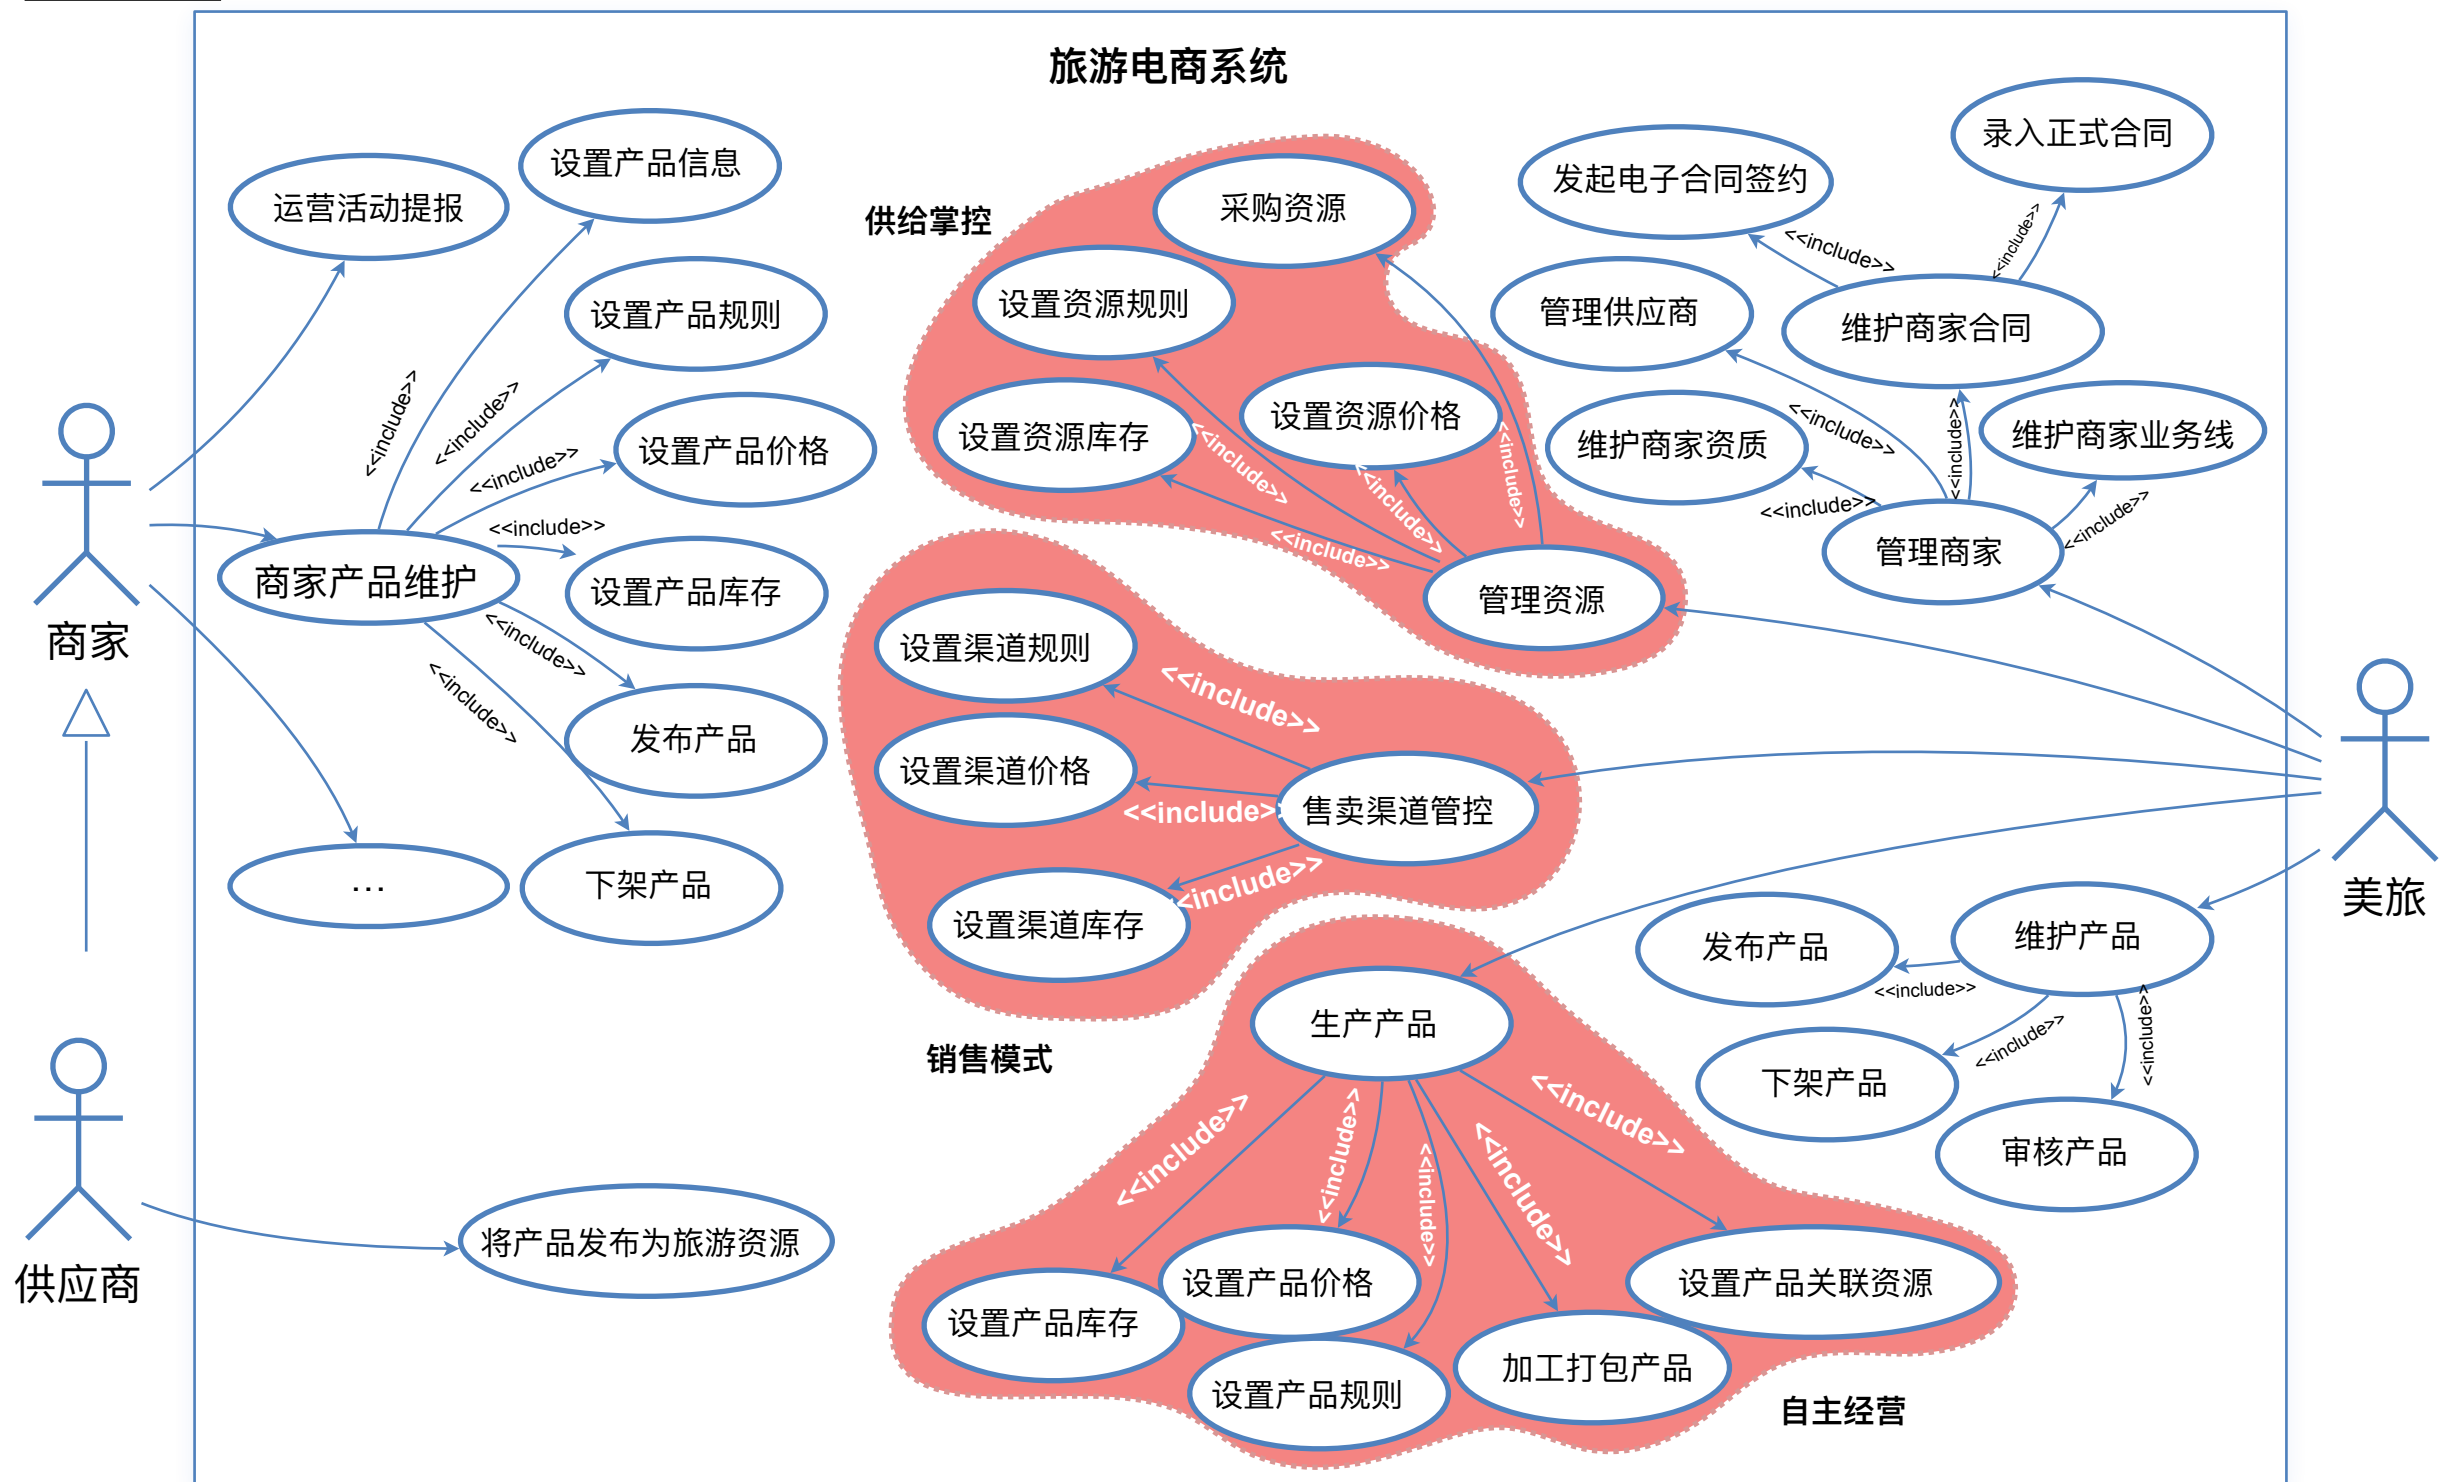 旅游电商系统
运营活动提报
设置产品信息
设置产品规则
设置产品价格
设置产品库存
发布产品
下架产品
商家产品维护
...
商家
供应商
将产品发布为旅游资源
<<include>>
<<include>>
<<include>>
<<include>>
<<include>>
<<include>>
供给掌控
采购资源
设置资源规则
设置资源库存
设置资源价格
管理资源
<<include>>
<<include>>
<<include>>
<<include>>
设置渠道规则
设置渠道价格
设置渠道库存
售卖渠道管控
<<include>>
<<include>
<include>>
销售模式
生产产品
<<include>>
<<include>>
<<include>>
<<include>>
<<include>>
设置产品库存
设置产品价格
设置产品规则
加工打包产品
设置产品关联资源
自主经营
发起电子合同签约
录入正式合同
<<include>>
<<include>>
管理供应商
维护商家合同
维护商家资质
维护商家业务线
<<include>>
<<include>>
<<include>>
<<include>>
管理商家
美旅
发布产品
维护产品
<<include>>
<<include>>
<<include>>
下架产品
审核产品